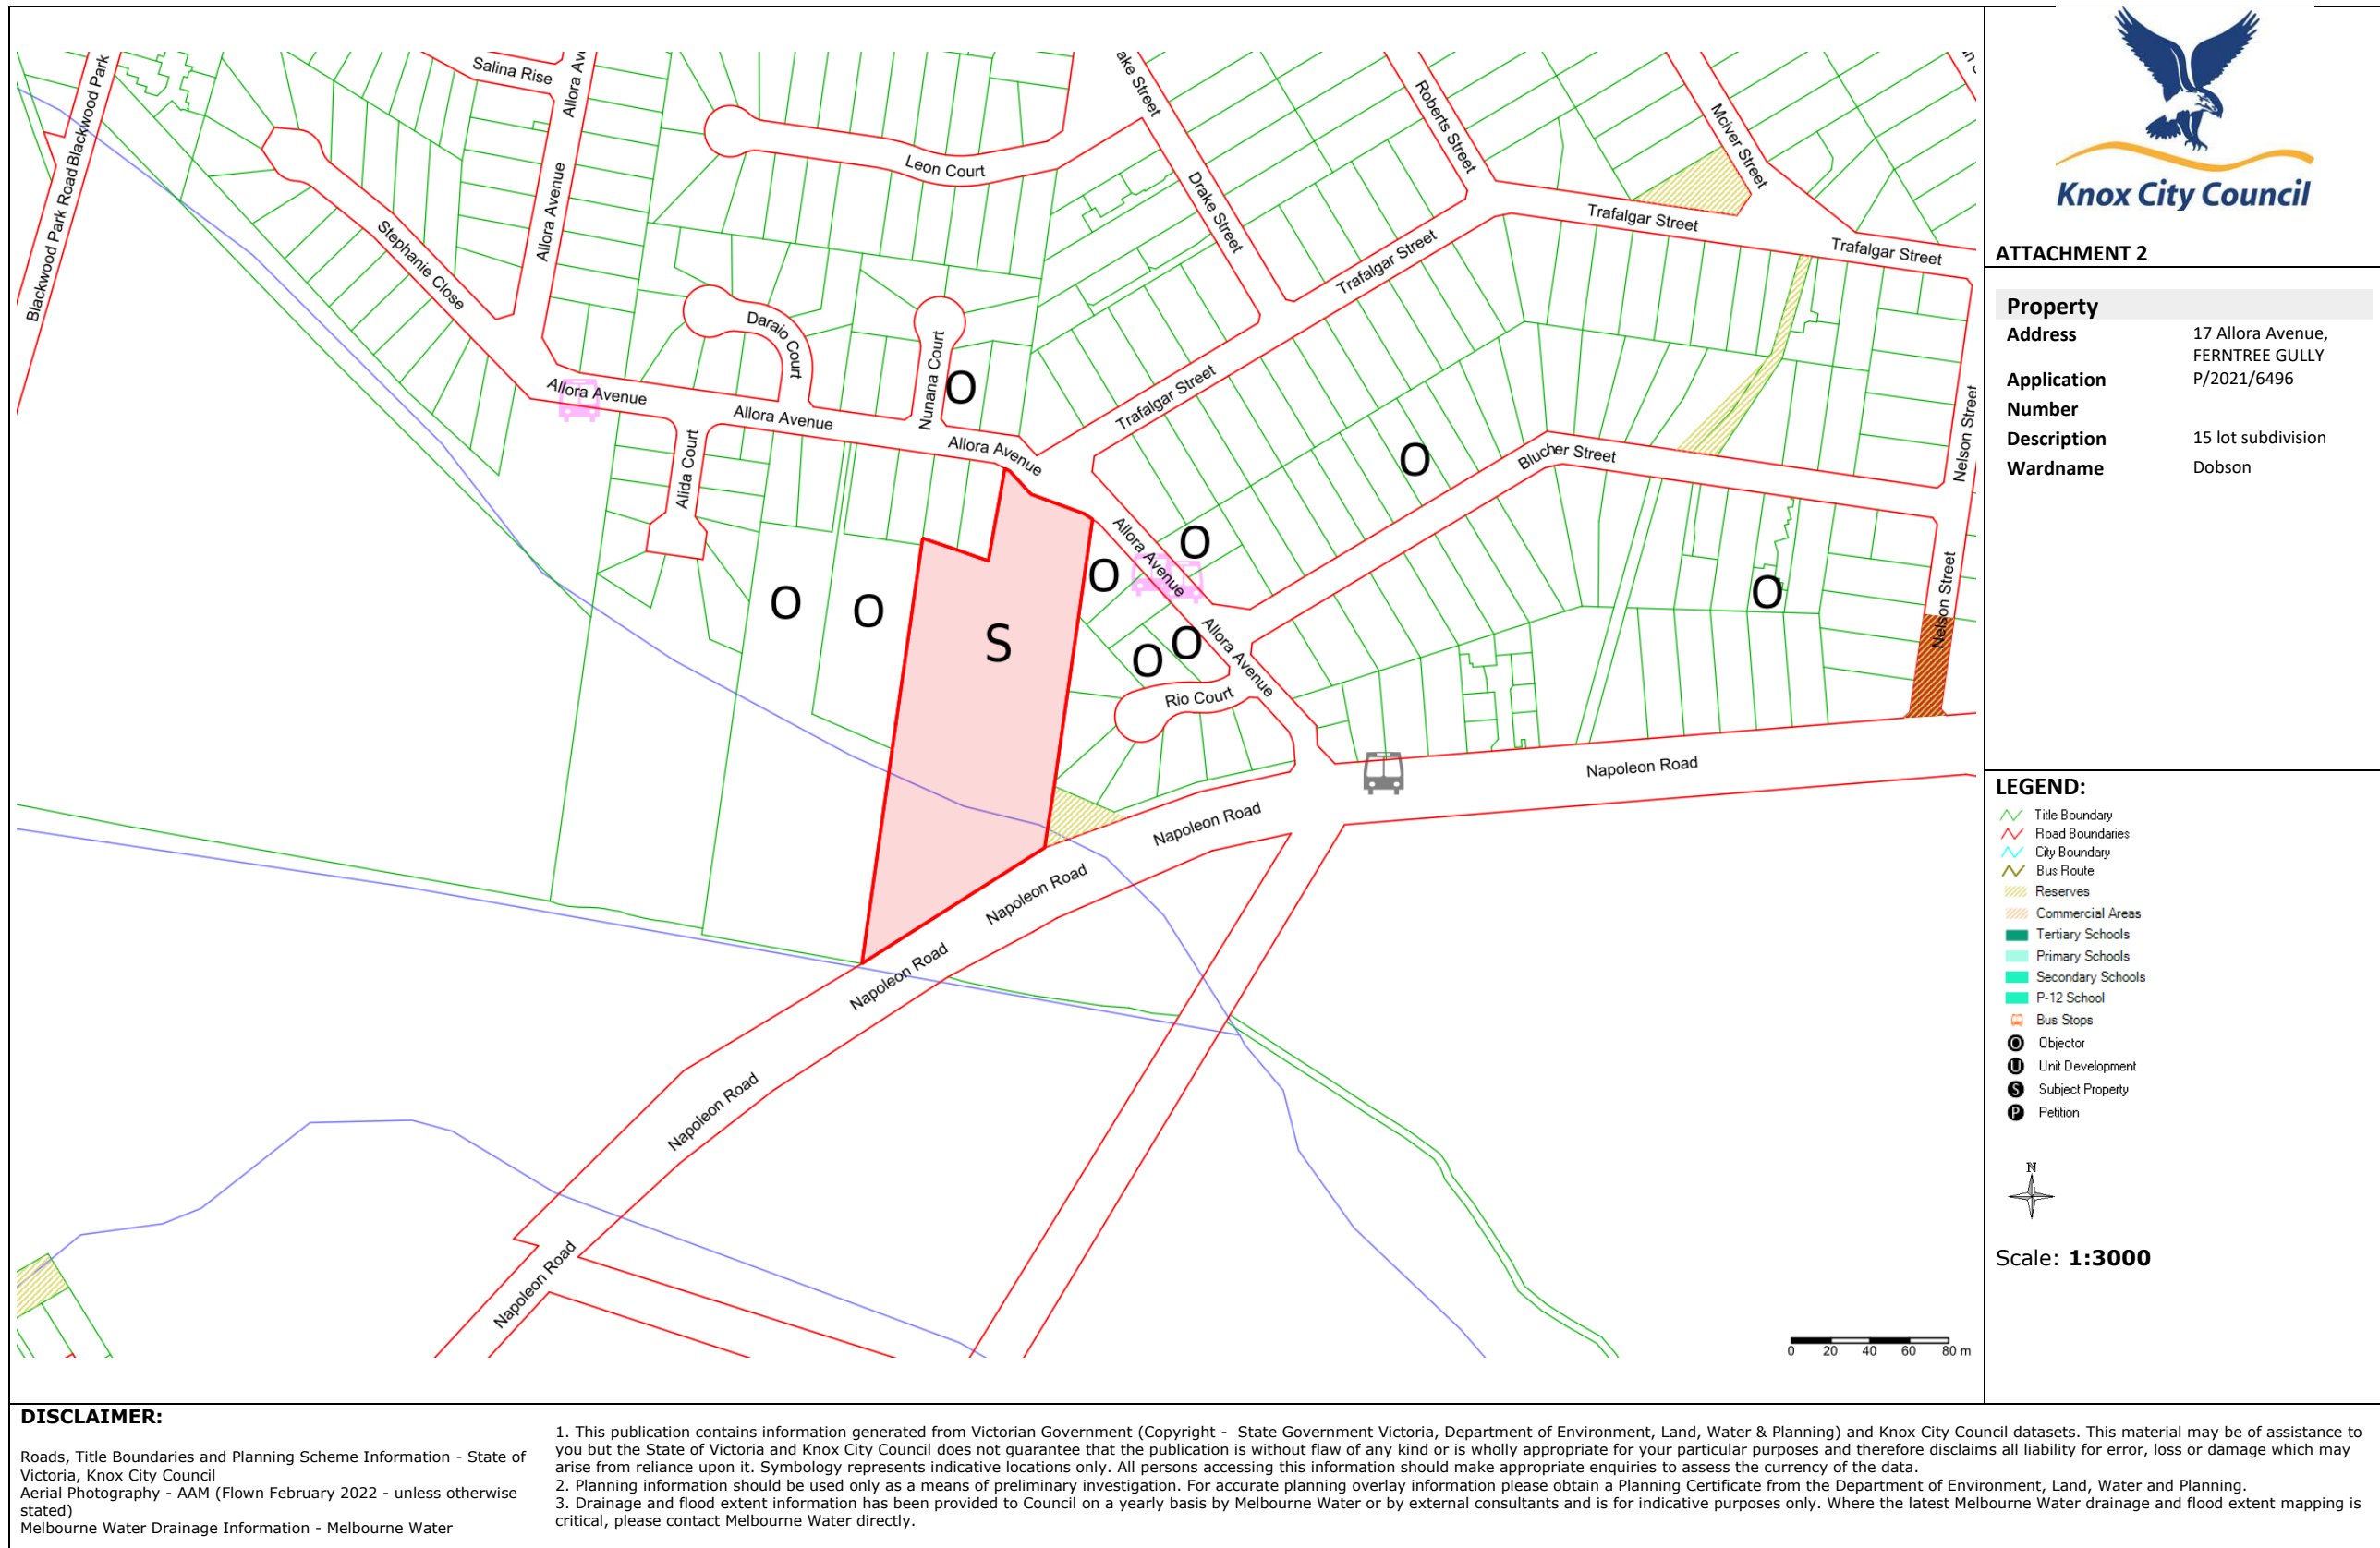 Salina Rise
Allora Av
Blackwood Park
Blackwood Park Road
Allora Avenue
Stephanie Close
Leon Court
ake Street
Drake Street
Roberts Street
Mciver Street
Trafalgar Street
Trafalgar Street
Trafalgar Street
Trafalgar Street
Daraio Court
Nunana Court
O
Allora Avenue
Allora Avenue
Allora Avenue
Alida Court
O
Blucher Street
Nelson Street
Allora Avenue
O
O
O
O
S
O
O
O
Nelson Street
Allora Avenue
Rio Court
Napoleon Road
Napoleon Road
Napoleon Road
Napoleon Road
Napoleon Road
Napoleon Road
0 20 40 60 80 m
Knox City Council
ATTACHMENT 2
Property
Address 17 Allora Avenue,
FERNTREE GULLY
Application P/2021/6496
Number
Description 15 lot subdivision
Wardname Dobson
LEGEND:
Title Boundary
Road Boundaries
City Boundary
Bus Route
Reserves
Commercial Areas
Tertiary Schools
Primary Schools
Secondary Schools
P-12 School
Bus Stops
O Objector
U Unit Development
S Subject Property
P Petition
N
Scale: 1:3000
DISCLAIMER:
Roads, Title Boundaries and Planning Scheme Information - State of
Victoria, Knox City Council
Aerial Photography - AAM (Flown February 2022 - unless otherwise
stated)
Melbourne Water Drainage Information - Melbourne Water
1. This publication contains information generated from Victorian Government (Copyright - State Government Victoria, Department of Environment, Land, Water & Planning) and Knox City Council datasets. This material may be of assistance to
you but the State of Victoria and Knox City Council does not guarantee that the publication is without flaw of any kind or is wholly appropriate for your particular purposes and therefore disclaims all liability for error, loss or damage which may
arise from reliance upon it. Symbology represents indicative locations only. All persons accessing this information should make appropriate enquiries to assess the currency of the data.
2. Planning information should be used only as a means of preliminary investigation. For accurate planning overlay information please obtain a Planning Certificate from the Department of Environment, Land, Water and Planning.
3. Drainage and flood extent information has been provided to Council on a yearly basis by Melbourne Water or by external consultants and is for indicative purposes only. Where the latest Melbourne Water drainage and flood extent mapping is
critical, please contact Melbourne Water directly.